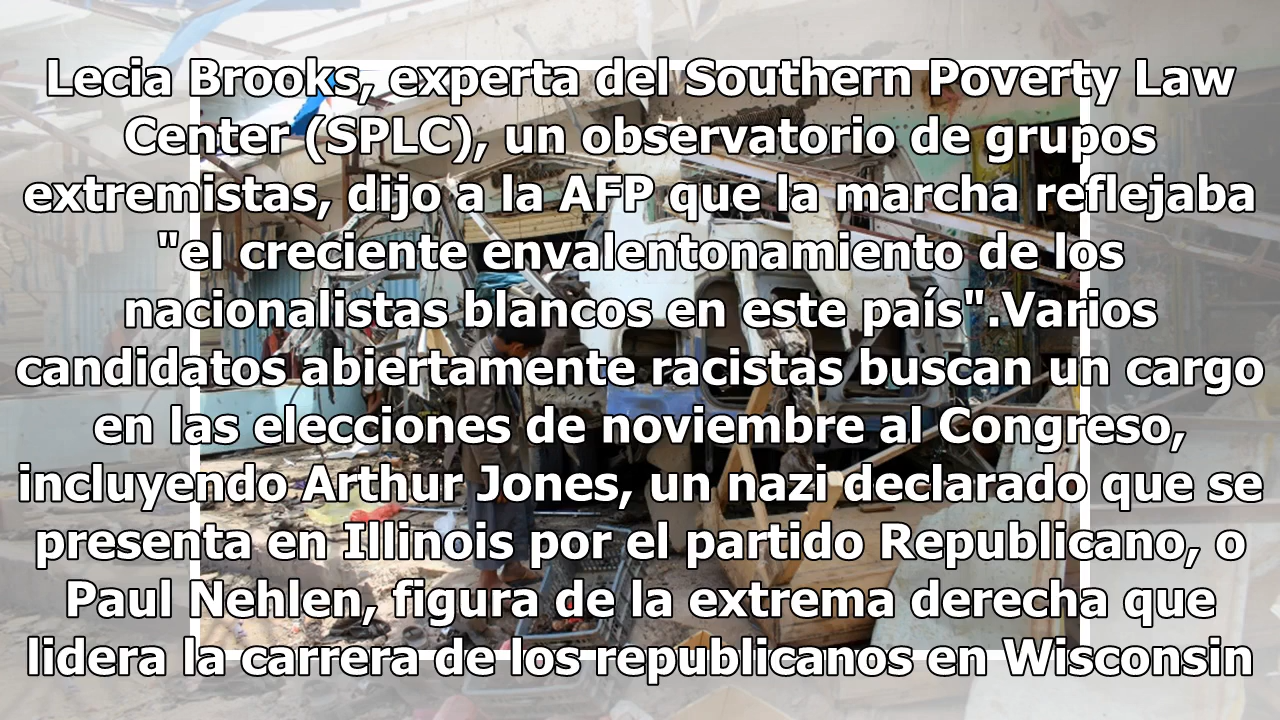 Lecia Brooks, experta del Southern Poverty Law
Center (SPLC), un observatorio de grupos
extremistas, dijo a la AFP que la marcha reflejaba
"el creciente envalentonamiento de los
nacionalistas blancos en este país".Varios
candidatos abiertamente racistas buscan un cargo
en las elecciones de noviembre al Congreso,
incluyendo Arthur Jones, un nazi declarado que se
presenta en Illinois por el partido Republicano, o
Paul Nehlen, figura de la extrema derecha que
lidera la carrera de los republicanos en Wisconsin